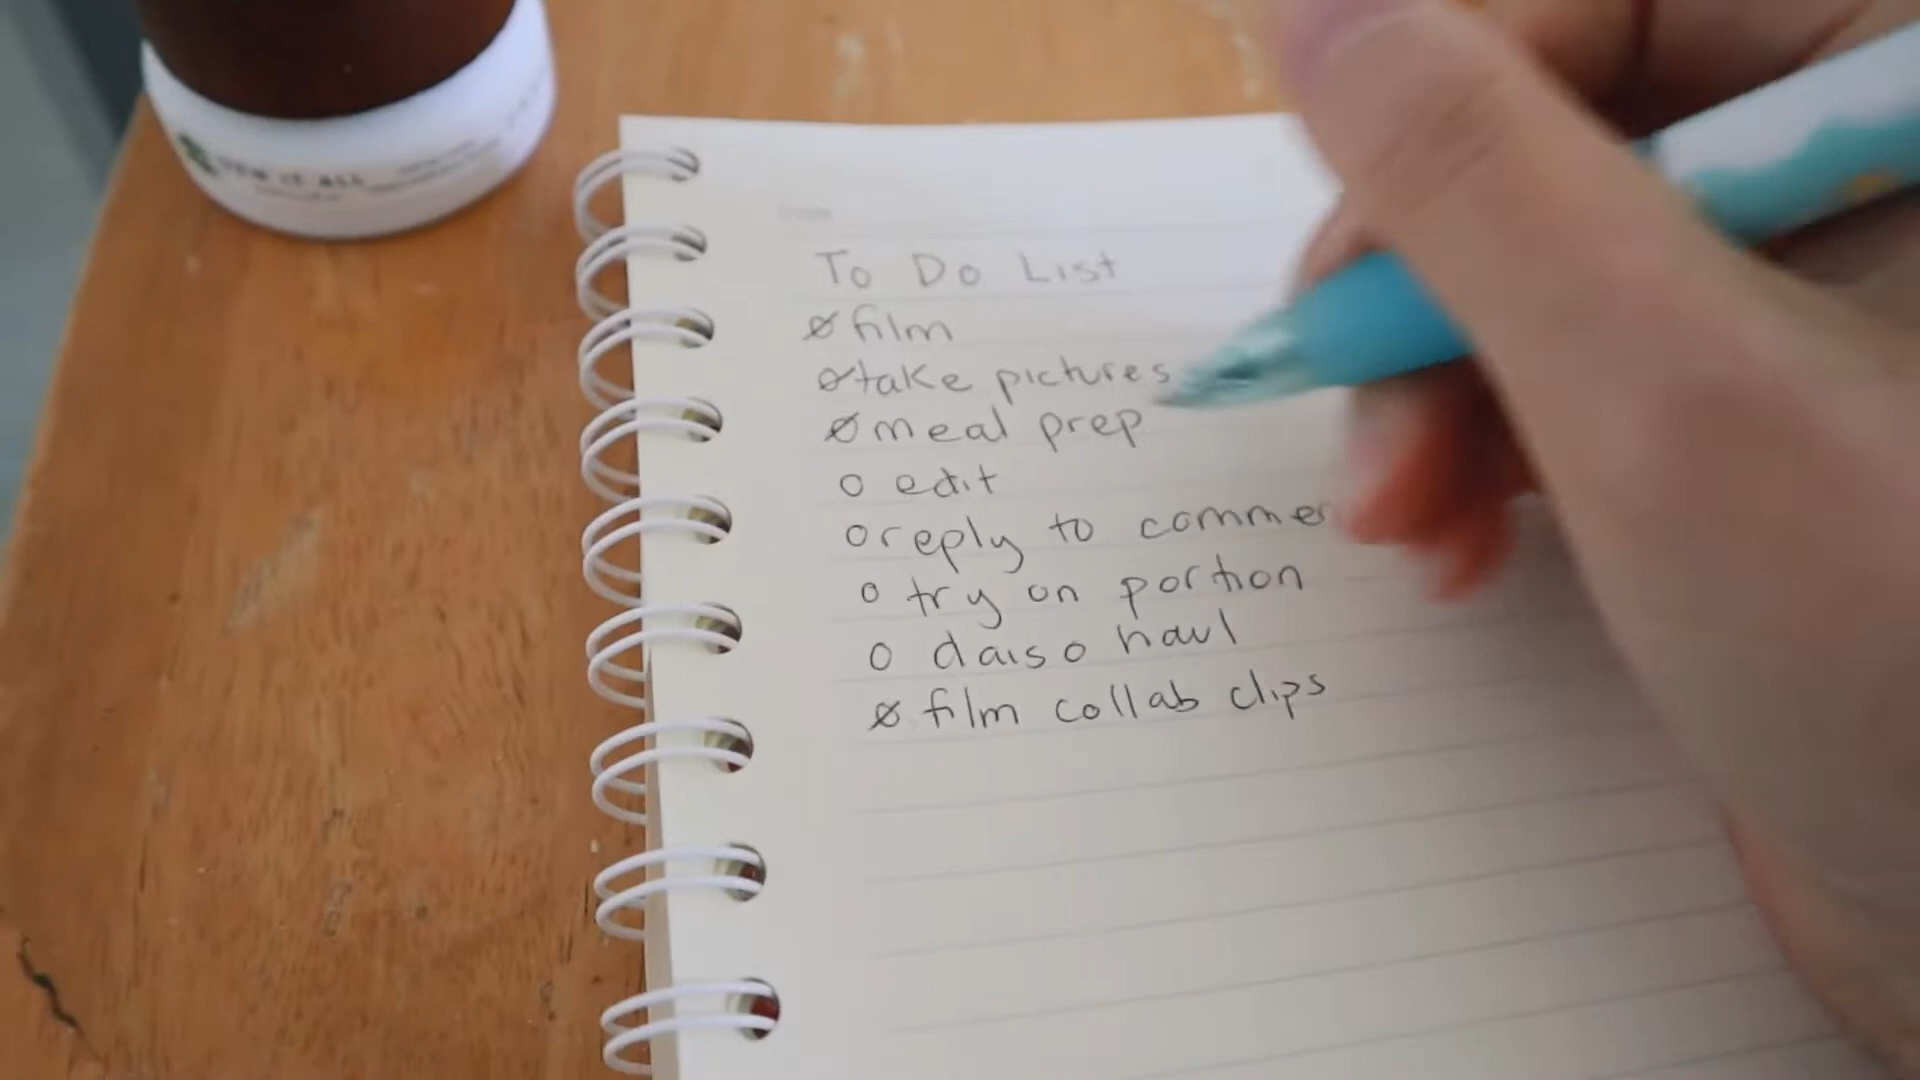 To Do List
film
take pictures
meal prep
edit
reply to commen
try on portion
daiso haul
film collab clips